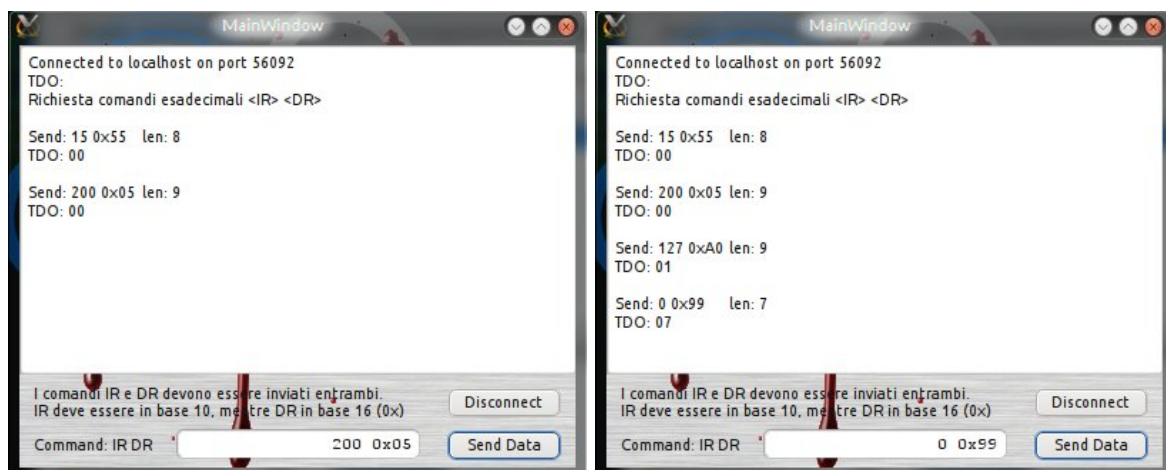 MainWindow
Connected to localhost on port 56092
TDO:
Richiesta comandi esadecimali <IR> <DR>
Send: 15 0x55 len: 8
TDO: 00
Send: 200 0x05 len: 9
TDO: 00
I comandi IR e DR devono essere inviati entrambi.
IR deve essere in base 10, mentre DR in base 16 (0x)
Disconnect
Command: IR DR
200 0x05
Send Data
MainWindow
Connected to localhost on port 56092
TDO:
Richiesta comandi esadecimali <IR> <DR>
Send: 15 0x55 len: 8
TDO: 00
Send: 200 0x05 len: 9
TDO: 00
Send: 127 0xA0 len: 9
TDO: 01
Send: 0 0x99 len: 7
TDO: 07
I comandi IR e DR devono essere inviati entrambi.
IR deve essere in base 10, mentre DR in base 16 (0x)
Disconnect
Command: IR DR
0 0x99
Send Data